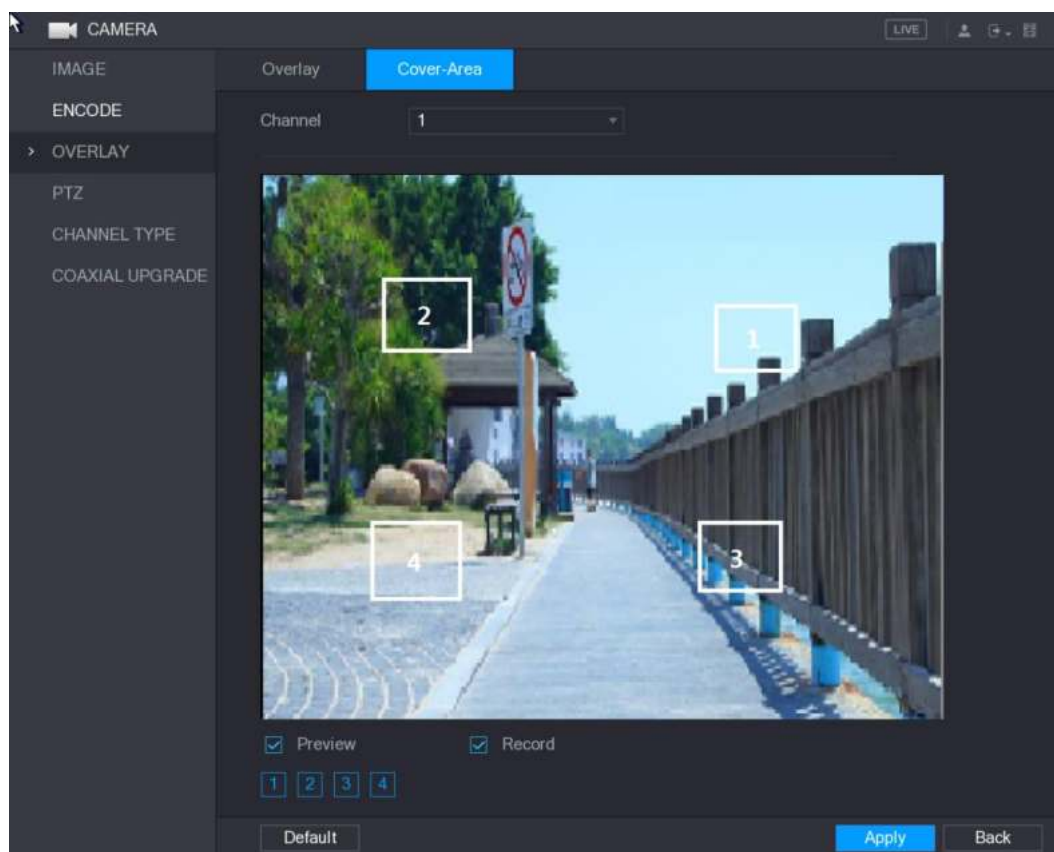 CAMERA
LIVE
IMAGE
ENCODE
OVERLAY
PTZ
CHANNEL TYPE
COAXIAL UPGRADE
Overlay Cover-Area
Channel 1
2
1
4
3
Preview Record
1 2 3 4
Default Apply Back